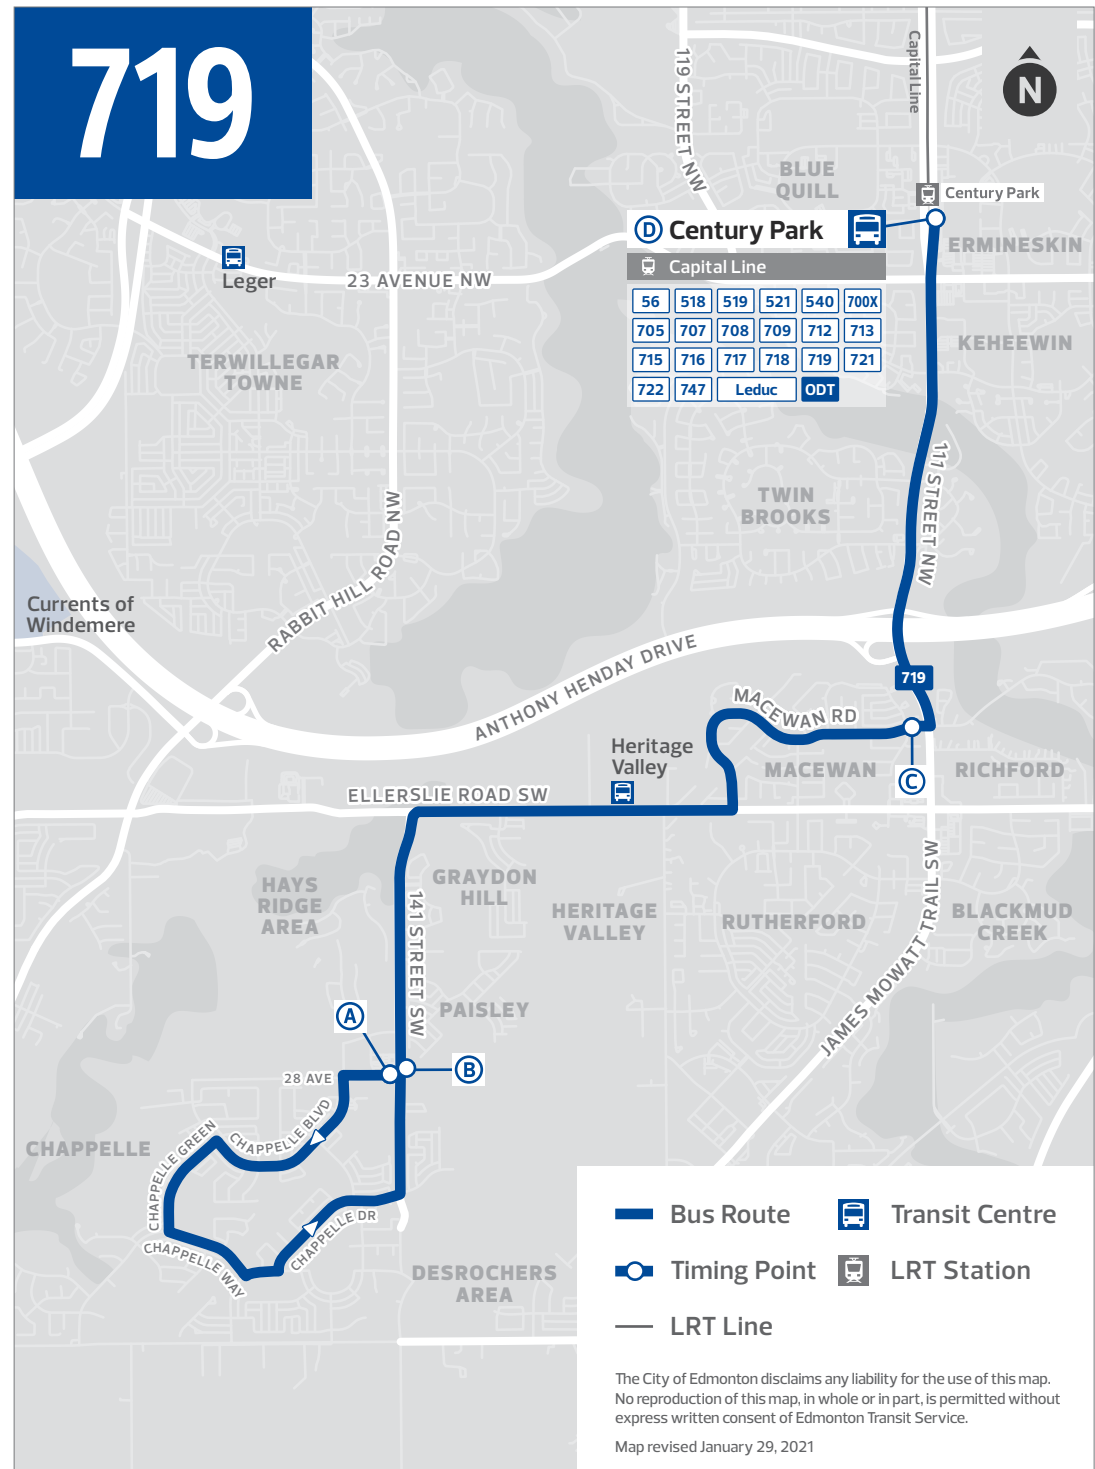 719
119 STREET NW
Capital Line
N
BLUE
QUILL
Century Park
D Century Park
ERMINESKIN
Capital Line
Leger
23 AVENUE NW
56 518 519 521 540 700X
705 707 708 709 712 713
715 716 717 718 719 721
722 747 Leduc ODT
KEHEEWIN
TERWILLEGAR
TOWNE
111 STREET NW
TWIN
BROOKS
RABBIT HILL ROAD NW
Currents of
Windemere
ANTHONY HENDAY DRIVE
719
MACEWAN RD
Heritage
Valley
MACEWAN
C
RICHFORD
ELLERSLIE ROAD SW
HAYS
RIDGE
AREA
GRAYDON
HILL
141 STREET SW
HERITAGE
VALLEY
RUTHERFORD
JAMES MOWATT TRAIL SW
BLACKMUD
CREEK
PAISLEY
A
B
28 AVE
CHAPPELLE BLVD
CHAPPELLE GREEN
CHAPPELLE
CHAPPELLE DR
CHAPPELLE WAY
DESROCHERS
AREA
Bus Route
Transit Centre
Timing Point
LRT Station
LRT Line
The City of Edmonton disclaims any liability for the use of this map.
No reproduction of this map, in whole or in part, is permitted without
express written consent of Edmonton Transit Service.
Map revised January 29, 2021